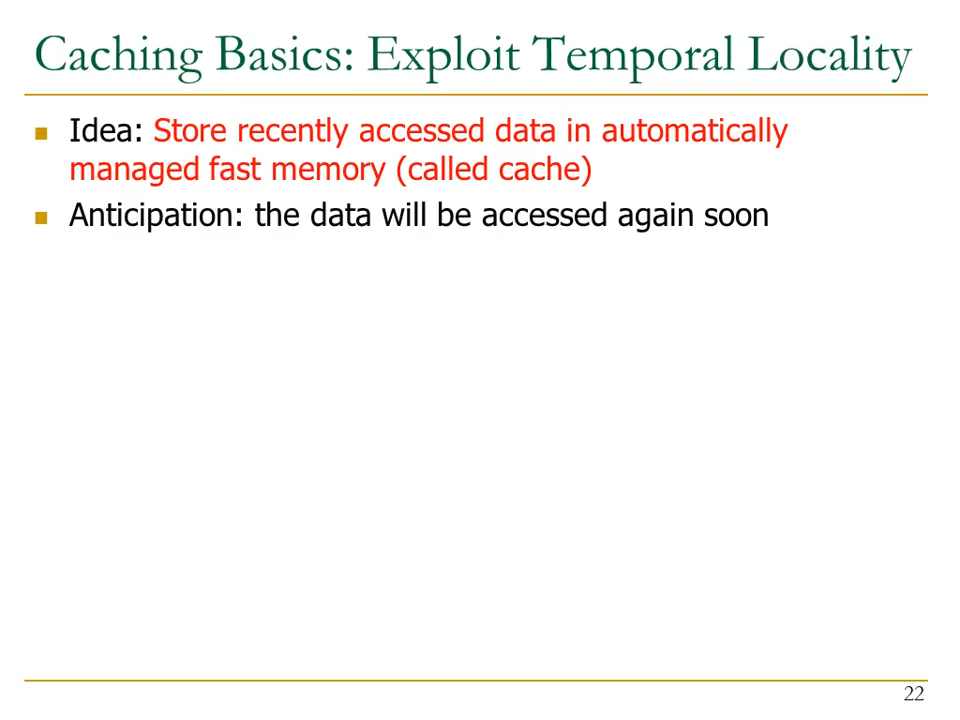 Caching Basics: Exploit Temporal Locality
Idea: Store recently accessed data in automatically
managed fast memory (called cache)
Anticipation: the data will be accessed again soon
22